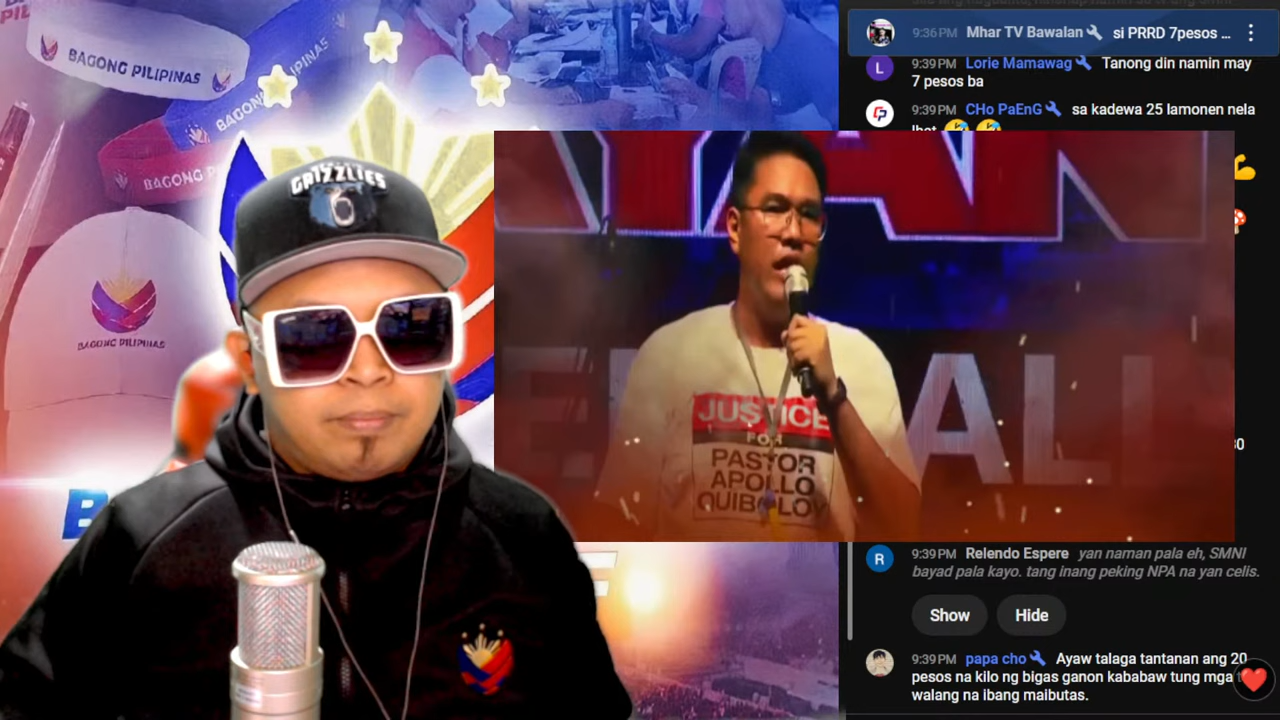 BAGONG PILIPINAS
BAGONG
BAGONG P
BAGONG PILIPINAS
GRIZZLIES
YAN
ALL
JUSTICE
FOR
PASTOR
APOLLO
QUIBOLOY
9:36 PM Mhar TV Bawalan si PRRD 7pesos ...
L 9:39 PM Lorie Mamawag Tanong din namin may
7 pesos ba
9:39 PM CHo PaEnG sa kadewa 25 lamonen nela
lhat
R 9:39 PM Relendo Espere yan naman pala eh, SMNI
bayad pala kayo. tang inang peking NPA na yan celis.
Show Hide
9:39 PM papa cho Ayaw talaga tantanan ang 20
pesos na kilo ng bigas ganon kababaw tung mga
walang na ibang maibutas.